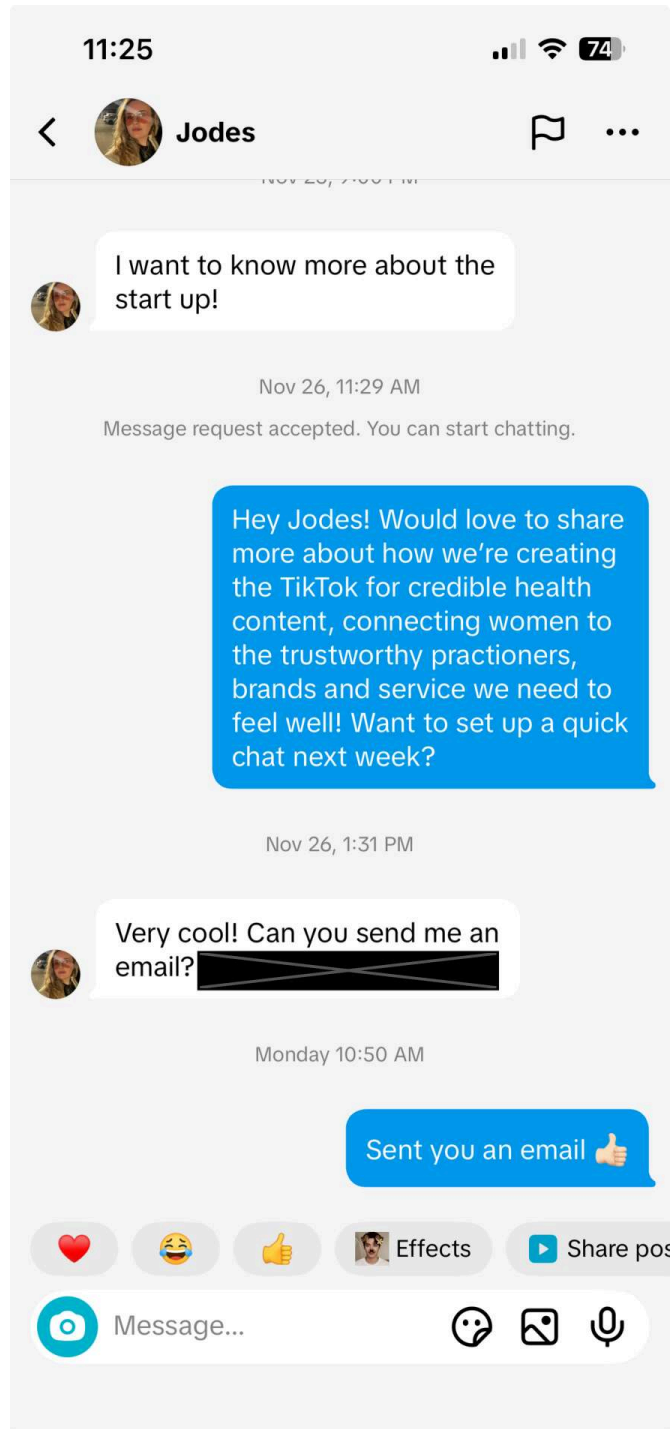 11:25
74
Jodes
I want to know more about the
start up!
Nov 26, 11:29 AM
Message request accepted. You can start chatting.
Hey Jodes! Would love to share
more about how we’re creating
the TikTok for credible health
content, connecting women to
the trustworthy practioners,
brands and service we need to
feel well! Want to set up a quick
chat next week?
Nov 26, 1:31 PM
Very cool! Can you send me an
email?
Monday 10:50 AM
Sent you an email 👍🏻
❤️ 😂 👍 Effects Share pos
Message...